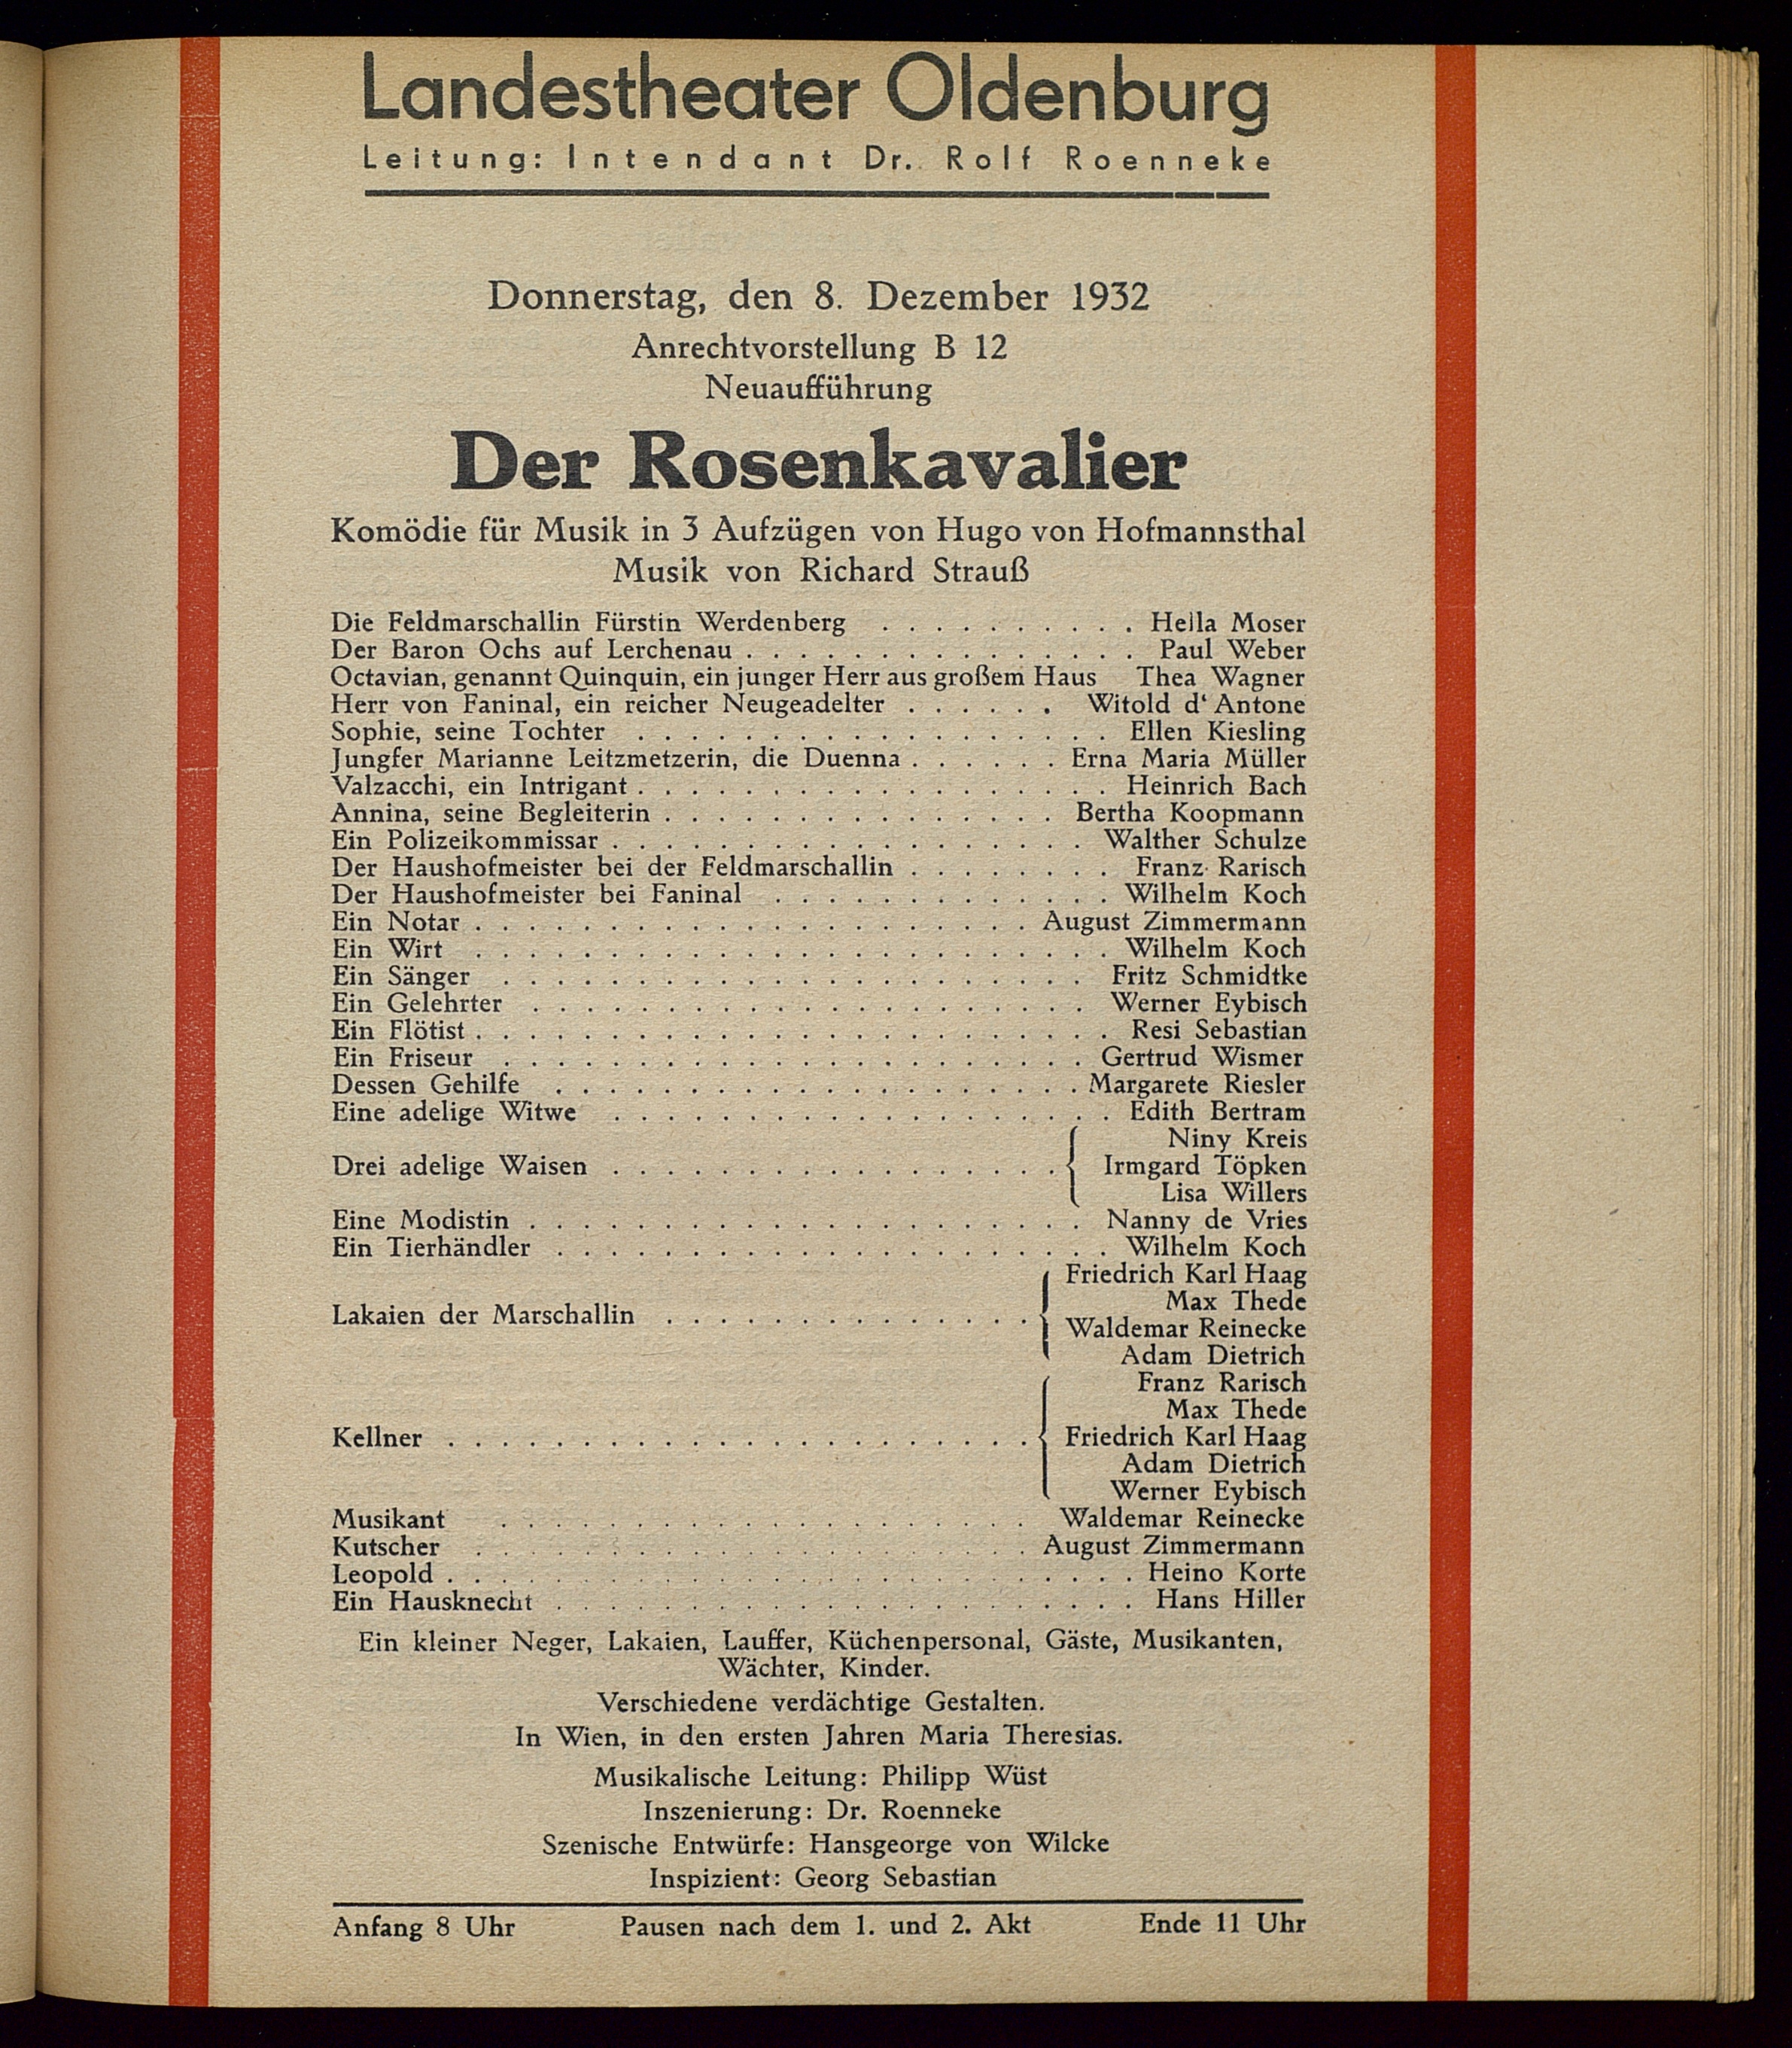 Landestheater Oldenburg
Leitung: Intendant Dr. Rolf Roenneke
Donnerstag, den 8. Dezember 1932
Anrechtvorstellung B 12
Neuaufführung
Der Rosenkavalier
Komödie für Musik in 3 Aufzügen von Hugo von Hofmannsthal
Musik von Richard Strauß
Die Feldmarschallin Fürstin Werdenberg . . . . . . . . . . Hella Moser
Der Baron Ochs auf Lerchenau . . . . . . . . . . . . . . . Paul Weber
Octavian, genannt Quinquin, ein junger Herr aus großem Haus Thea Wagner
Herr von Faninal, ein reicher Neugeadelter . . . . . . Witold d' Antone
Sophie, seine Tochter . . . . . . . . . . . . . . . . . . Ellen Kiesling
Jungfer Marianne Leitzmetzerin, die Duenna . . . . . . Erna Maria Müller
Valzacchi, ein Intrigant . . . . . . . . . . . . . . . . . . Heinrich Bach
Annina, seine Begleiterin . . . . . . . . . . . . . . . Bertha Koopmann
Ein Polizeikommissar . . . . . . . . . . . . . . . . . . Walther Schulze
Der Haushofmeister bei der Feldmarschallin . . . . . . . . Franz Rarisch
Der Haushofmeister bei Faninal . . . . . . . . . . . . . Wilhelm Koch
Ein Notar . . . . . . . . . . . . . . . . . . . . . August Zimmermann
Ein Wirt . . . . . . . . . . . . . . . . . . . . . . . . Wilhelm Koch
Ein Sänger . . . . . . . . . . . . . . . . . . . . . . Fritz Schmidtke
Ein Gelehrter . . . . . . . . . . . . . . . . . . . . . Werner Eybisch
Ein Flötist . . . . . . . . . . . . . . . . . . . . . . . . Resi Sebastian
Ein Friseur . . . . . . . . . . . . . . . . . . . . . . Gertrud Wismer
Dessen Gehilfe . . . . . . . . . . . . . . . . . . . . Margarete Riesler
Eine adelige Witwe . . . . . . . . . . . . . . . . . . . Edith Bertram
Niny Kreis
Drei adelige Waisen . . . . . . . . . . . . . . . . . { Irmgard Töpken
Lisa Willers
Eine Modistin . . . . . . . . . . . . . . . . . . . . . Nanny de Vries
Ein Tierhändler . . . . . . . . . . . . . . . . . . . . . Wilhelm Koch
Friedrich Karl Haag
Max Thede
Lakaien der Marschallin . . . . . . . . . . . . . .
Waldemar Reinecke
Adam Dietrich
Franz Rarisch
Max Thede
Kellner . . . . . . . . . . . . . . . . . . . . . . { Friedrich Karl Haag
Adam Dietrich
Werner Eybisch
Musikant . . . . . . . . . . . . . . . . . . . . Waldemar Reinecke
Kutscher . . . . . . . . . . . . . . . . . . . . . August Zimmermann
Leopold . . . . . . . . . . . . . . . . . . . . . . . . . . Heino Korte
Ein Hausknecht . . . . . . . . . . . . . . . . . . . . . . Hans Hiller
Ein kleiner Neger, Lakaien, Lauffer, Küchenpersonal, Gäste, Musikanten,
Wächter, Kinder.
Verschiedene verdächtige Gestalten.
In Wien, in den ersten Jahren Maria Theresias.
Musikalische Leitung: Philipp Wüst
Inszenierung: Dr. Roenneke
Szenische Entwürfe: Hansgeorge von Wilcke
Inspizient: Georg Sebastian
Anfang 8 Uhr Pausen nach dem 1. und 2. Akt Ende 11 Uhr